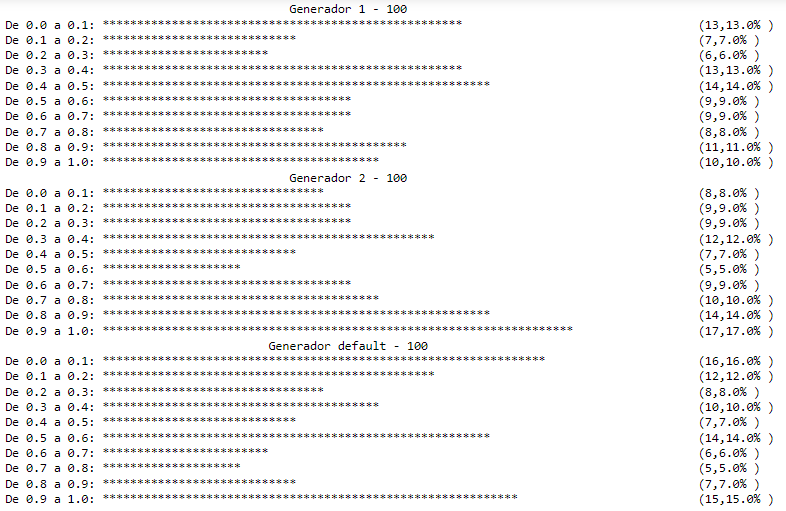 Generador 1 - 100
De 0.0 a 0.1: **************************************************** (13,13.0% )
De 0.1 a 0.2: **************************** (7,7.0% )
De 0.2 a 0.3: ************************ (6,6.0% )
De 0.3 a 0.4: **************************************************** (13,13.0% )
De 0.4 a 0.5: ******************************************************** (14,14.0% )
De 0.5 a 0.6: ************************************ (9,9.0% )
De 0.6 a 0.7: ************************************ (9,9.0% )
De 0.7 a 0.8: ******************************** (8,8.0% )
De 0.8 a 0.9: ******************************************** (11,11.0% )
De 0.9 a 1.0: **************************************** (10,10.0% )
Generador 2 - 100
De 0.0 a 0.1: ******************************** (8,8.0% )
De 0.1 a 0.2: ************************************ (9,9.0% )
De 0.2 a 0.3: ************************************ (9,9.0% )
De 0.3 a 0.4: ************************************************ (12,12.0% )
De 0.4 a 0.5: **************************** (7,7.0% )
De 0.5 a 0.6: ******************** (5,5.0% )
De 0.6 a 0.7: ************************************ (9,9.0% )
De 0.7 a 0.8: **************************************** (10,10.0% )
De 0.8 a 0.9: ******************************************************** (14,14.0% )
De 0.9 a 1.0: ******************************************************************** (17,17.0% )
Generador default - 100
De 0.0 a 0.1: **************************************************************** (16,16.0% )
De 0.1 a 0.2: ************************************************ (12,12.0% )
De 0.2 a 0.3: ******************************** (8,8.0% )
De 0.3 a 0.4: **************************************** (10,10.0% )
De 0.4 a 0.5: **************************** (7,7.0% )
De 0.5 a 0.6: ******************************************************** (14,14.0% )
De 0.6 a 0.7: ************************ (6,6.0% )
De 0.7 a 0.8: ******************** (5,5.0% )
De 0.8 a 0.9: **************************** (7,7.0% )
De 0.9 a 1.0: ************************************************************ (15,15.0% )